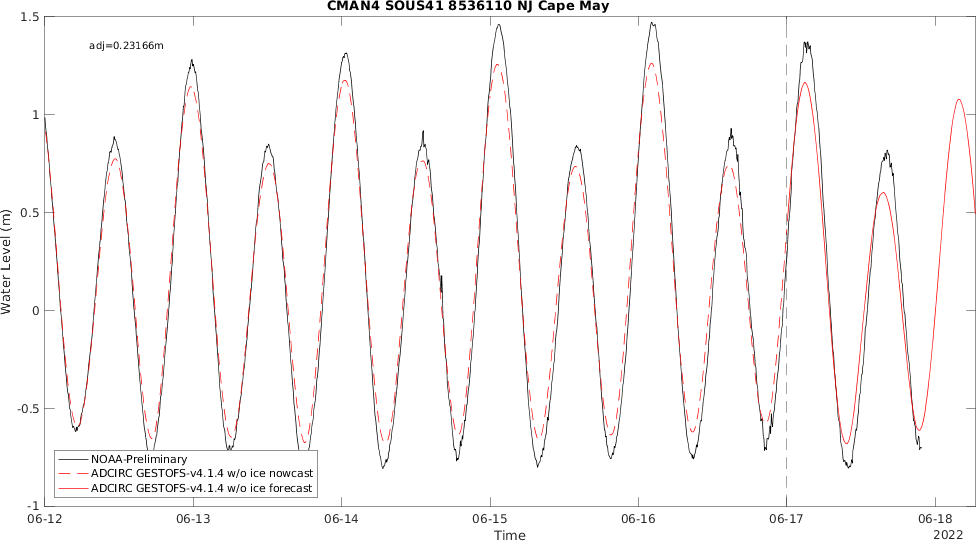 CMAN4 SOUS41 8536110 NJ Cape May
adj=0.23166m
Water Level (m)
1.5
1
0.5
0
-0.5
-1
NOAA-Preliminary
ADCIRC GESTOFS-v4.1.4 w/o ice nowcast
ADCIRC GESTOFS-v4.1.4 w/o ice forecast
06-12 06-13 06-14 06-15 06-16 06-17 06-18
Time
2022